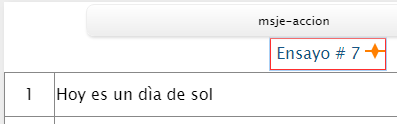 msje-accion
Ensayo # 7
1 Hoy es un dìa de sol